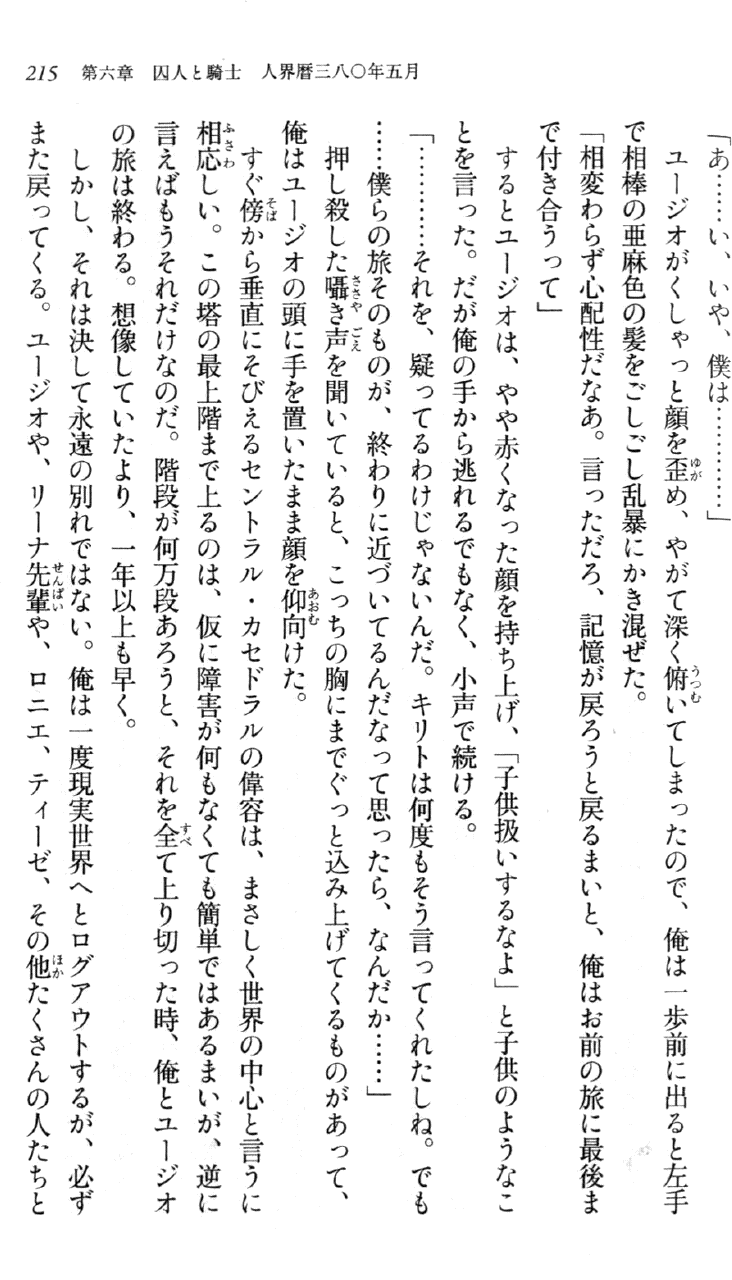 215　第六章　囚人と騎士　人界暦三八〇年五月
「あ……い、いや、僕は…………」
　ユージオがくしゃっと顔を歪め、やがて深く俯いてしまったので、俺は一歩前に出ると左手
で相棒の亜麻色の髪をごしごし乱暴にかき混ぜた。
「相変わらず心配性だなあ。言っただろ、記憶が戻ろうと戻るまいと、俺はお前の旅に最後ま
で付き合うって」
　するとユージオは、やや赤くなった顔を持ち上げ、「子供扱いするなよ」と子供のようなこ
とを言った。だが俺の手から逃れるでもなく、小声で続ける。
「…………それを、疑ってるわけじゃないんだ。キリトは何度もそう言ってくれたしね。でも
……僕らの旅そのものが、終わりに近づいてるんだなって思ったら、なんだか……」
　押し殺した囁き声を聞いていると、こっちの胸にまでぐっと込み上げてくるものがあって、
俺はユージオの頭に手を置いたまま顔を仰向けた。
　すぐ傍から垂直にそびえるセントラル・カセドラルの偉容は、まさしく世界の中心と言うに
相応しい。この塔の最上階まで上るのは、仮に障害が何もなくても簡単ではあるまいが、逆に
言えばもうそれだけなのだ。階段が何万段あろうと、それを全て上り切った時、俺とユージオ
の旅は終わる。想像していたより、一年以上も早く。
　しかし、それは決して永遠の別れではない。俺は一度現実世界へとログアウトするが、必ず
また戻ってくる。ユージオや、リーナ先輩や、ロニエ、ティーゼ、その他たくさんの人たちと